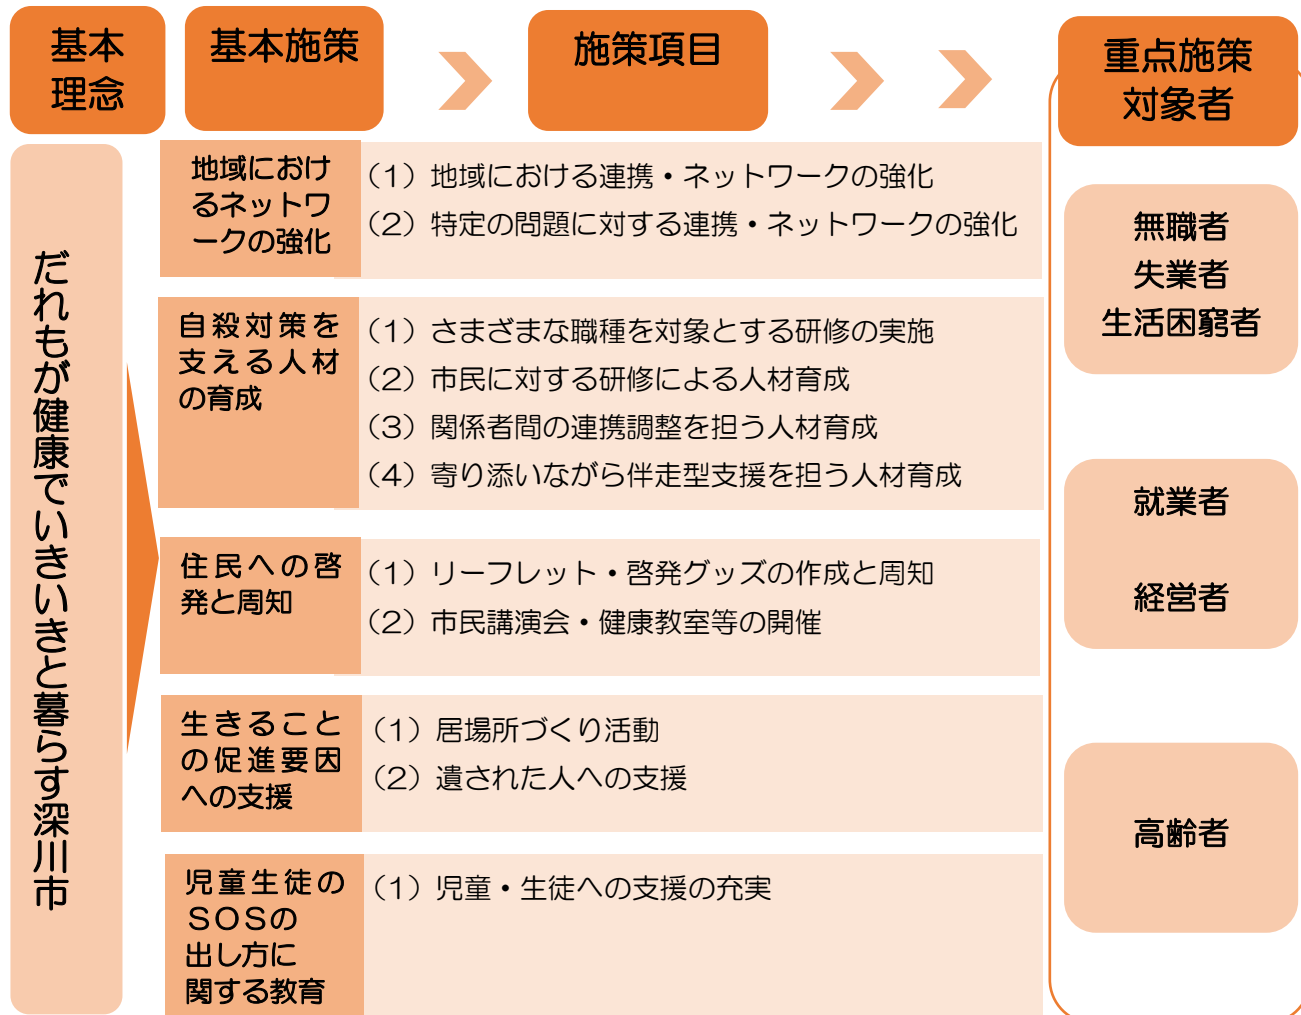 基本
理念
基本施策
施策項目
重点施策
対象者
だれもが健康でいきいきと暮らす深川市
地域におけ
るネットワ
ークの強化
（1）地域における連携・ネットワークの強化
（2）特定の問題に対する連携・ネットワークの強化
自殺対策を
支える人材
の育成
（1）さまざまな職種を対象とする研修の実施
（2）市民に対する研修による人材育成
（3）関係者間の連携調整を担う人材育成
（4）寄り添いながら伴走型支援を担う人材育成
住民への啓
発と周知
（1）リーフレット・啓発グッズの作成と周知
（2）市民講演会・健康教室等の開催
生きること
の促進要因
への支援
（1）居場所づくり活動
（2）遺された人への支援
児童生徒の
ＳＯＳの
出し方に
関する教育
（1）児童・生徒への支援の充実
無職者
失業者
生活困窮者
就業者
経営者
高齢者